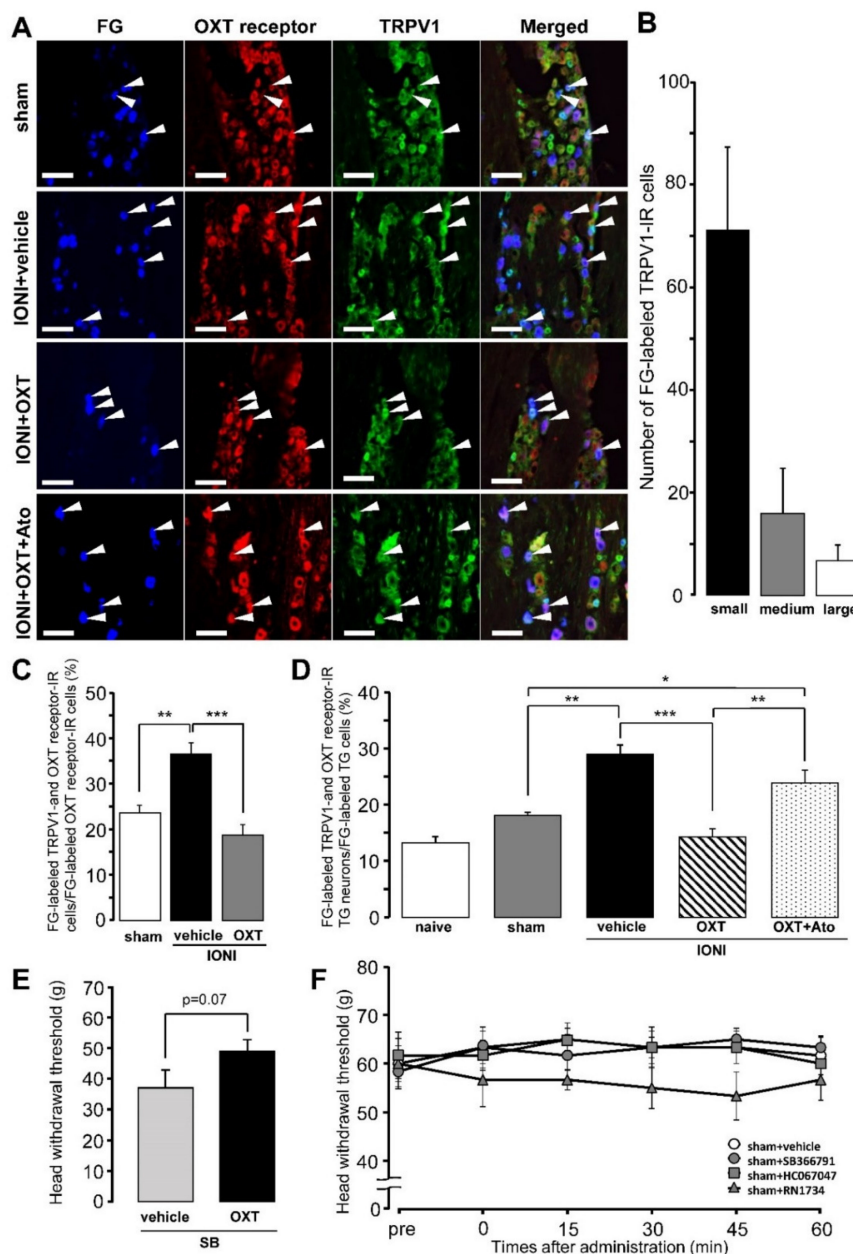 A
FG OXT receptor TRPV1 Merged
sham
IONI+vehicle
IONI+OXT
IONI+OXT+Ato
B
Number of FG-labeled TRPV1-IR cells
100
80
60
40
20
0
small medium large
C
FG-labeled TRPV1-and OXT receptor-IR
cells/FG-labeled OXT receptor-IR cells (%)
50
45
40
35
30
25
20
15
10
5
0
** ***
sham vehicle OXT
IONI
D
FG-labeled TRPV1-and OXT receptor-IR
TG neurons/FG-labeled TG cells (%)
40
30
20
10
0
*
** *** **
naive sham vehicle OXT OXT+Ato
IONI
E
Head withdrawal threshold (g)
70
60
50
40
30
20
10
0
p=0.07
vehicle OXT
SB
F
Head withdrawal threshold (g)
80
70
60
50
40
0
sham+vehicle
sham+SB366791
sham+HC067047
sham+RN1734
pre 0 15 30 45 60
Times after administration (min)